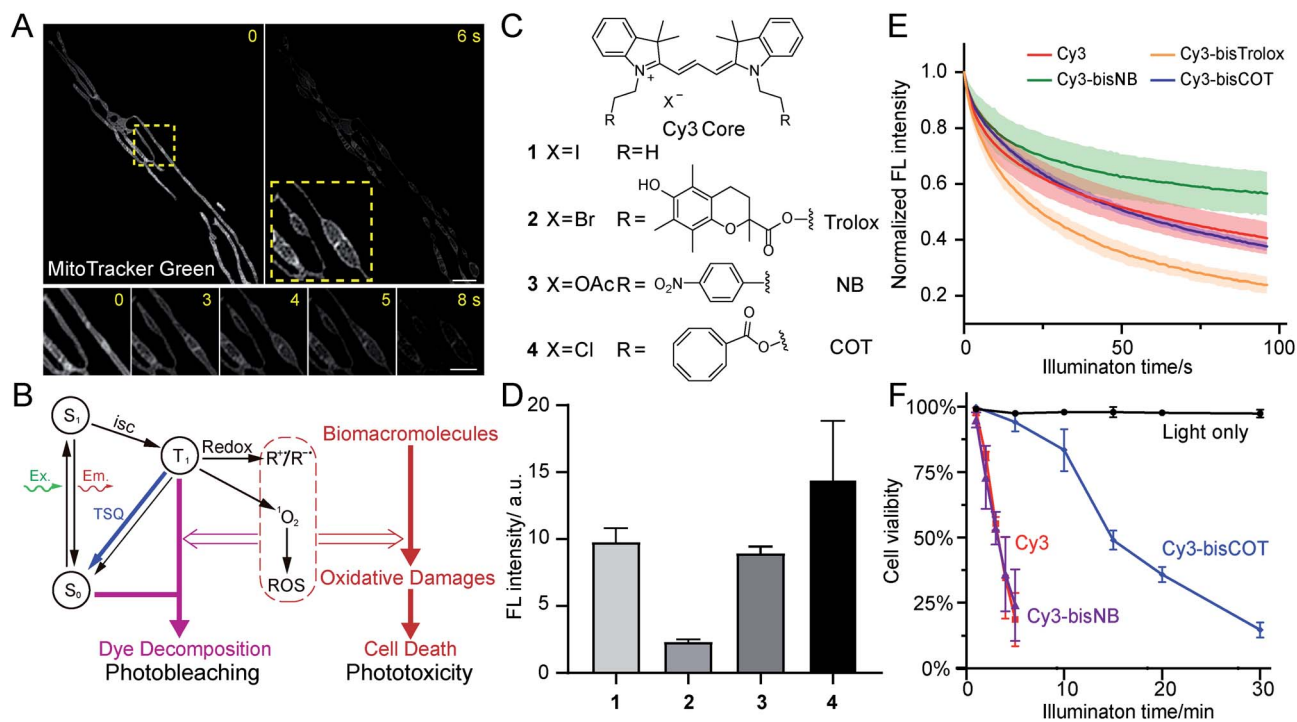 A
0
6 s
MitoTracker Green
0
3
4
5
8 s
B
S1
isc
T1
Redox
R+·/R−·
Ex.
Em.
TSQ
1O2
ROS
S0
Biomacromolecules
Oxidative Damages
Dye Decomposition
Photobleaching
Cell Death
Phototoxicity
C
N
+
N
X−
R
R
Cy3 Core
1 X=I R=H
2 X=Br R=
HO
O
O
O
Trolox
3 X=OAc R=
O2N
NB
4 X=Cl R=
O
O
COT
D
FL intensity/ a.u.
20
15
10
5
0
1
2
3
4
E
Cy3
Cy3-bisTrolox
Cy3-bisNB
Cy3-bisCOT
Normalized FL intensity
1.0
0.8
0.6
0.4
0.2
0
50
100
Illuminaton time/s
F
Cell vialibity
100%
75%
50%
25%
0%
Light only
Cy3
Cy3-bisCOT
Cy3-bisNB
0
10
20
30
Illuminaton time/min